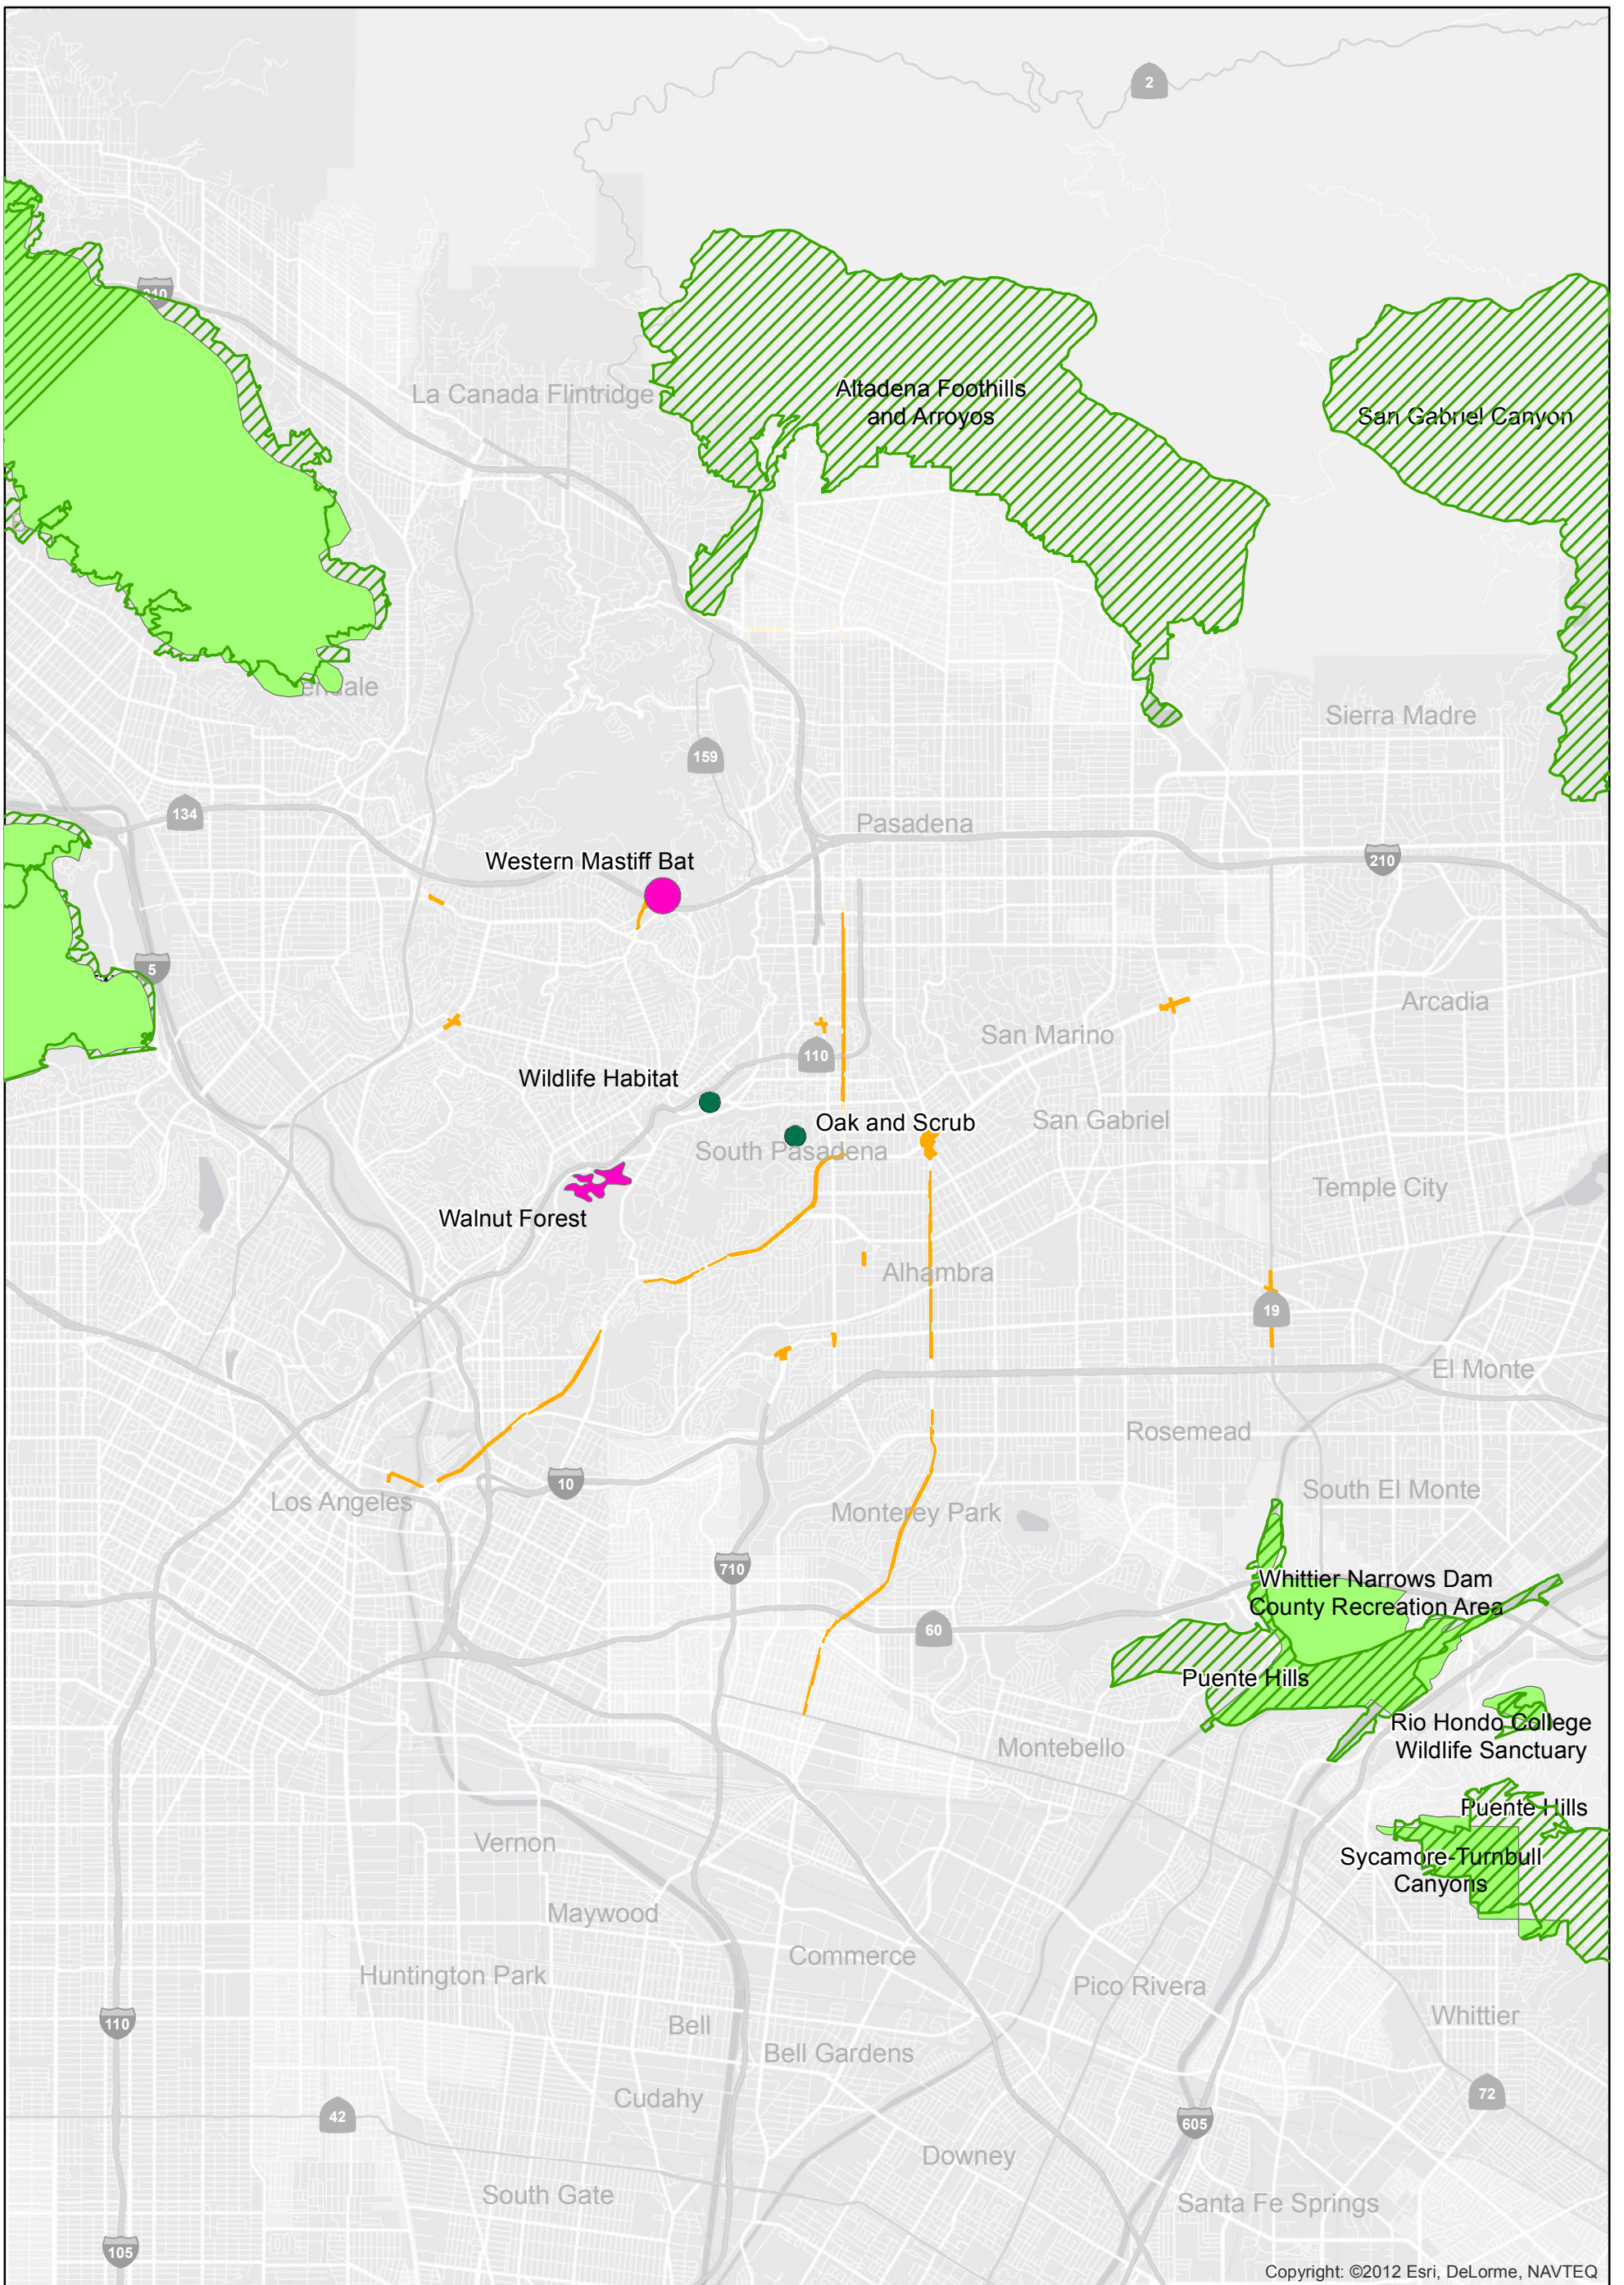 2
210
La Canada Flintridge
Altadena Foothills
and Arroyos
San Gabriel Canyon
endale
Sierra Madre
159
134
Pasadena
210
Western Mastiff Bat
5
Arcadia
San Marino
110
Wildlife Habitat
Oak and Scrub
San Gabriel
South Pasadena
Temple City
Walnut Forest
Alhambra
19
El Monte
Rosemead
10
South El Monte
Los Angeles
Monterey Park
710
Whittier Narrows Dam
County Recreation Area
60
Puente Hills
Rio Hondo College
Wildlife Sanctuary
Montebello
Puente Hills
Vernon
Sycamore-Turnbull
Canyons
Maywood
Commerce
Huntington Park
Pico Rivera
Whittier
110
Bell
Bell Gardens
72
Cudahy
42
605
Downey
South Gate
Santa Fe Springs
105
Copyright: ©2012 Esri, DeLorme, NAVTEQ